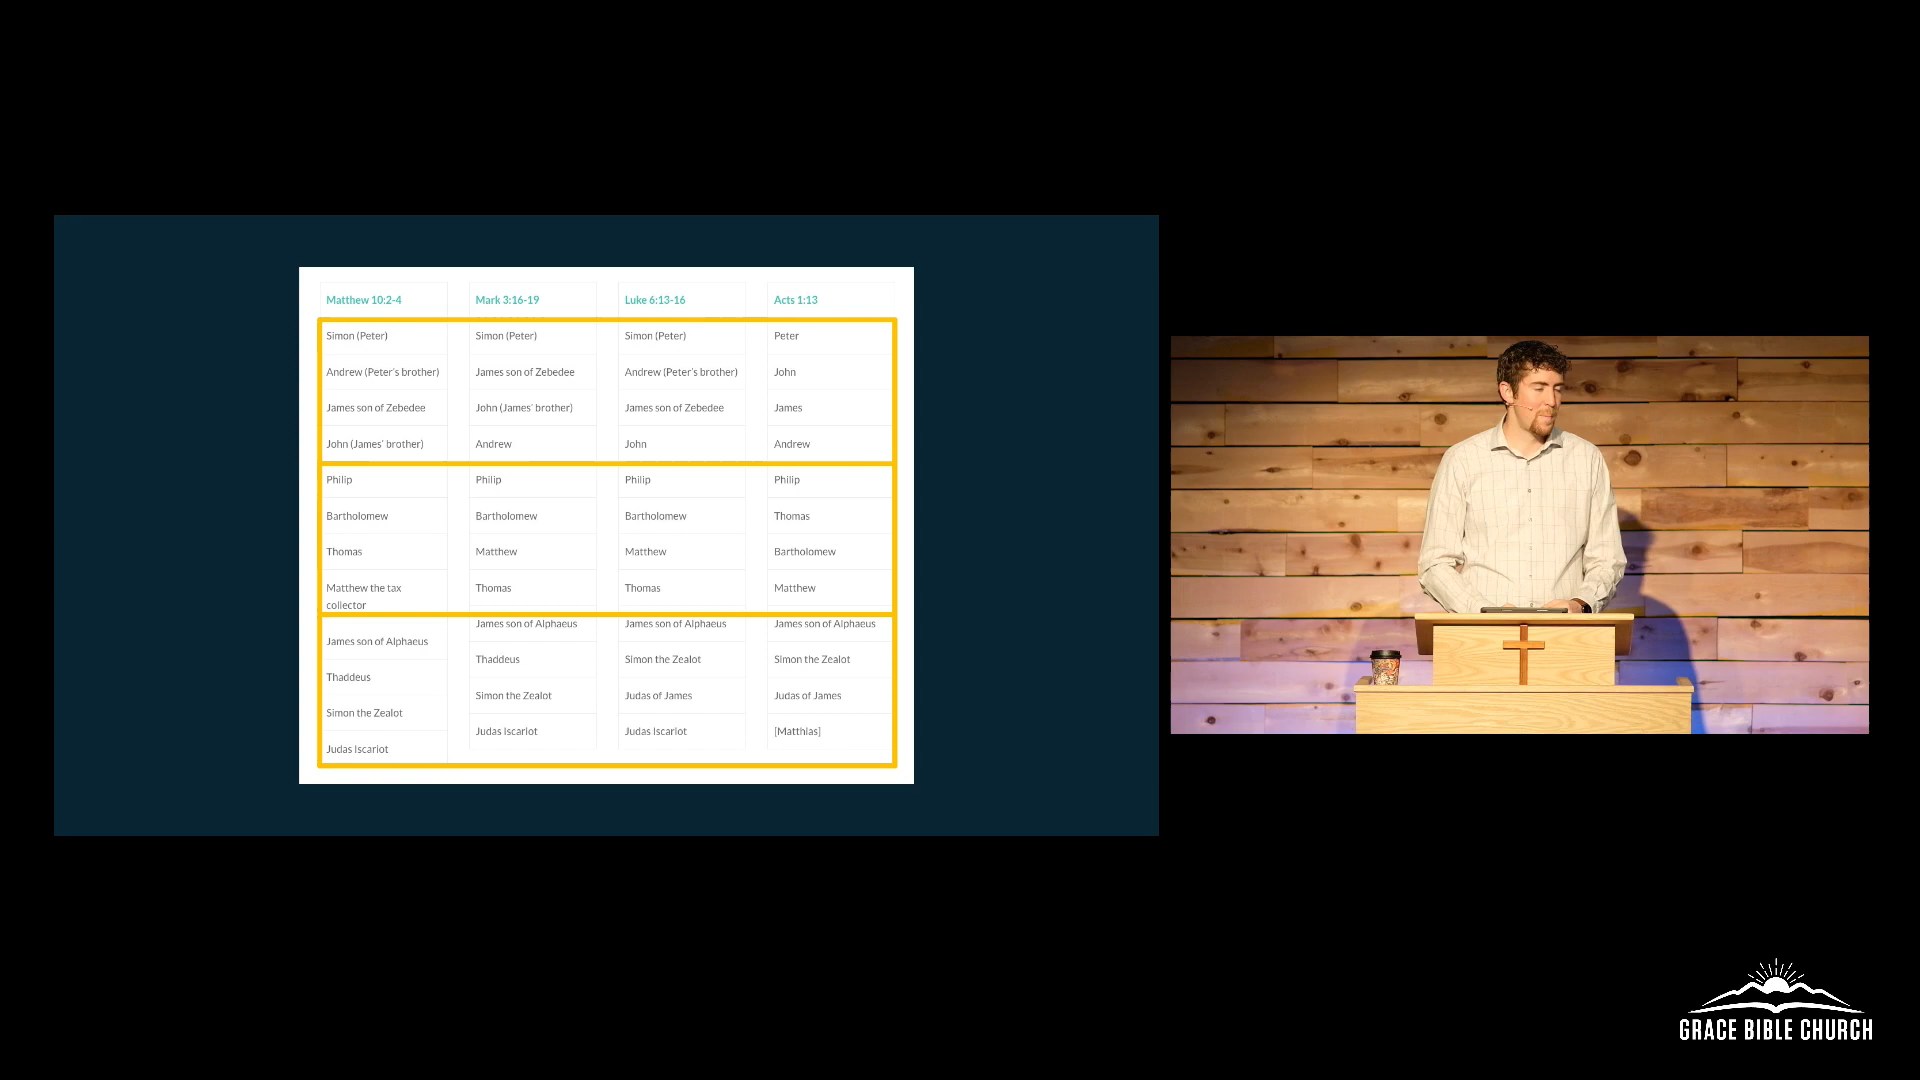 Matthew 10:2-4
Simon (Peter)
Andrew (Peter's brother)
James son of Zebedee
John (James' brother)
Philip
Bartholomew
Thomas
Matthew the tax
collector
James son of Alphaeus
Thaddeus
Simon the Zealot
Judas Iscariot
Mark 3:16-19
Simon (Peter)
James son of Zebedee
John (James' brother)
Andrew
Philip
Bartholomew
Matthew
Thomas
James son of Alphaeus
Thaddeus
Simon the Zealot
Judas Iscariot
Luke 6:13-16
Simon (Peter)
Andrew (Peter's brother)
James son of Zebedee
John
Philip
Bartholomew
Matthew
Thomas
James son of Alphaeus
Simon the Zealot
Judas of James
Judas Iscariot
Acts 1:13
Peter
John
James
Andrew
Philip
Thomas
Bartholomew
Matthew
James son of Alphaeus
Simon the Zealot
Judas of James
[Matthias]
GRACE BIBLE CHURCH